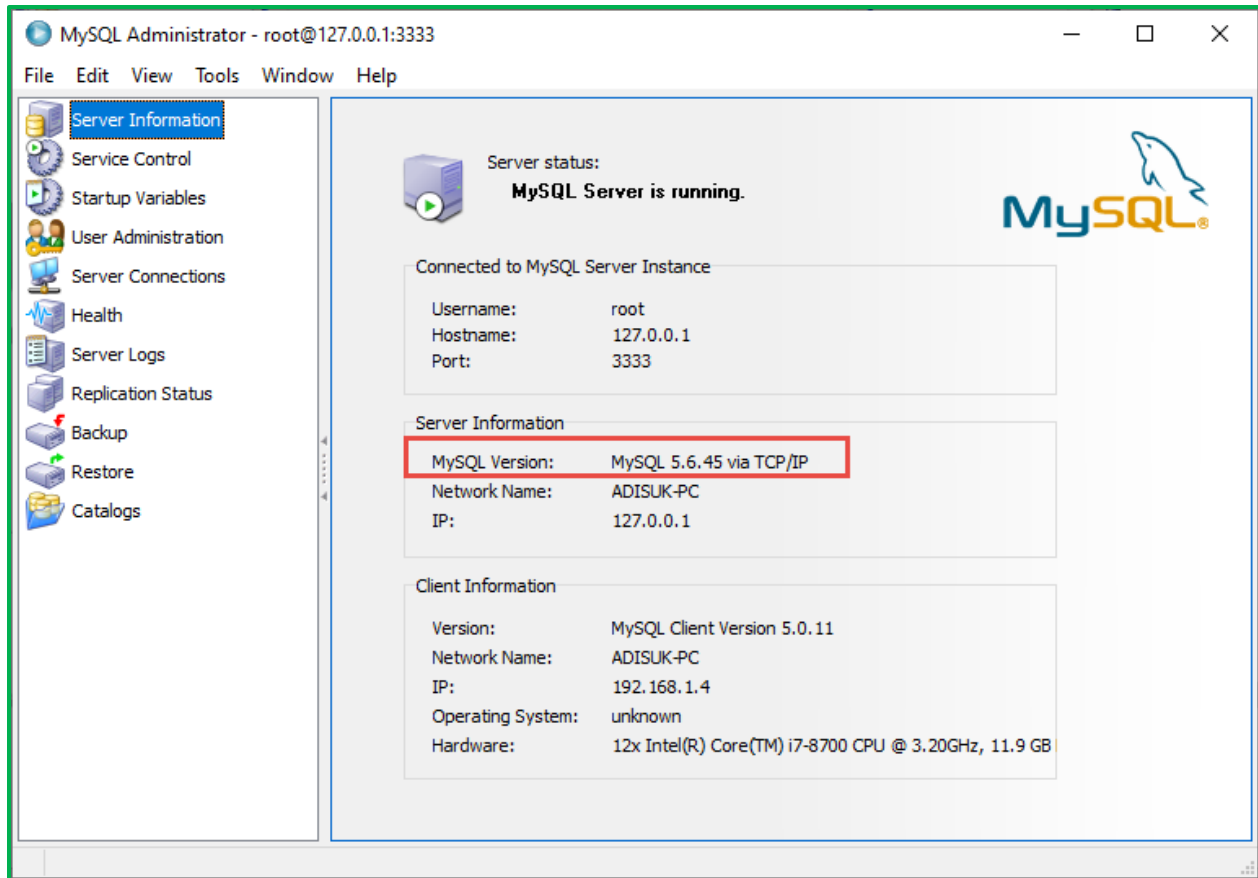 MySQL Administrator - root@127.0.0.1:3333
File Edit View Tools Window Help
Server Information
Service Control
Startup Variables
User Administration
Server Connections
Health
Server Logs
Replication Status
Backup
Restore
Catalogs
Server status:
MySQL Server is running.
MySQL®
Connected to MySQL Server Instance
Username: root
Hostname: 127.0.0.1
Port: 3333
Server Information
MySQL Version: MySQL 5.6.45 via TCP/IP
Network Name: ADISUK-PC
IP: 127.0.0.1
Client Information
Version: MySQL Client Version 5.0.11
Network Name: ADISUK-PC
IP: 192.168.1.4
Operating System: unknown
Hardware: 12x Intel(R) Core(TM) i7-8700 CPU @ 3.20GHz, 11.9 GB